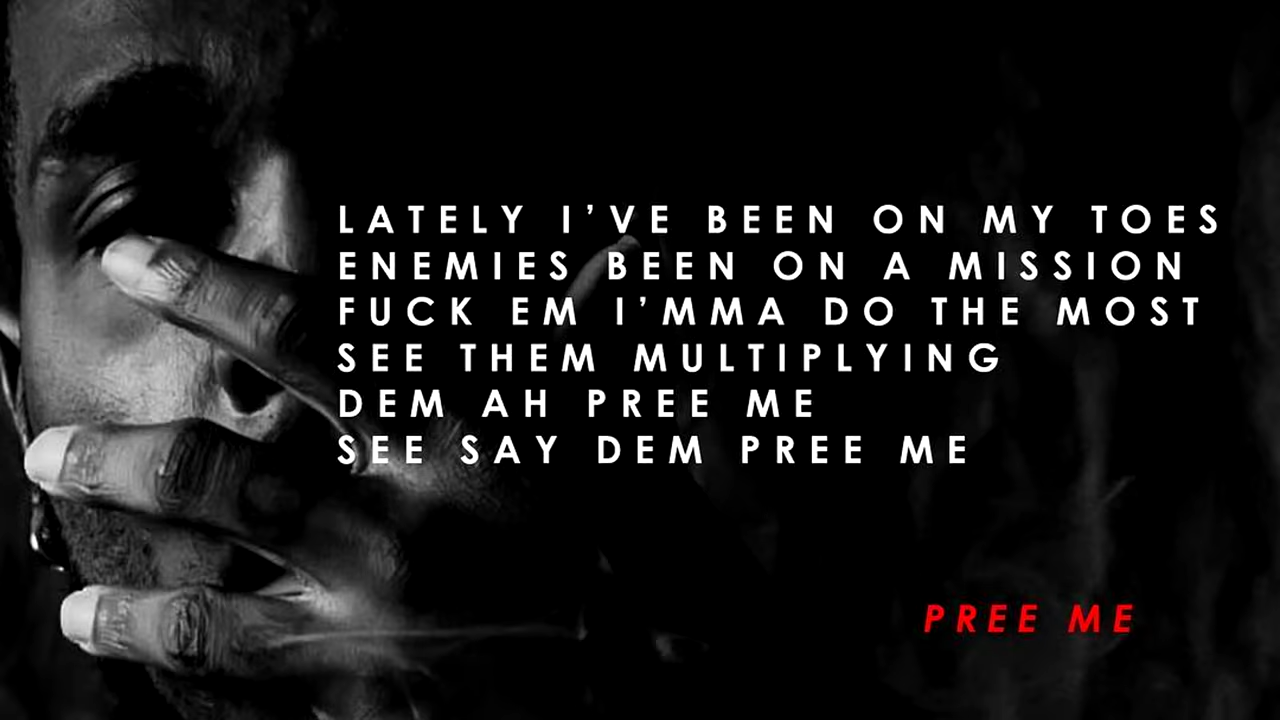 LATELY I’VE BEEN ON MY TOES
ENEMIES BEEN ON A MISSION
FUCK EM I’MMA DO THE MOST
SEE THEM MULTIPLYING
DEM AH PREE ME
SEE SAY DEM PREE ME
PREE ME